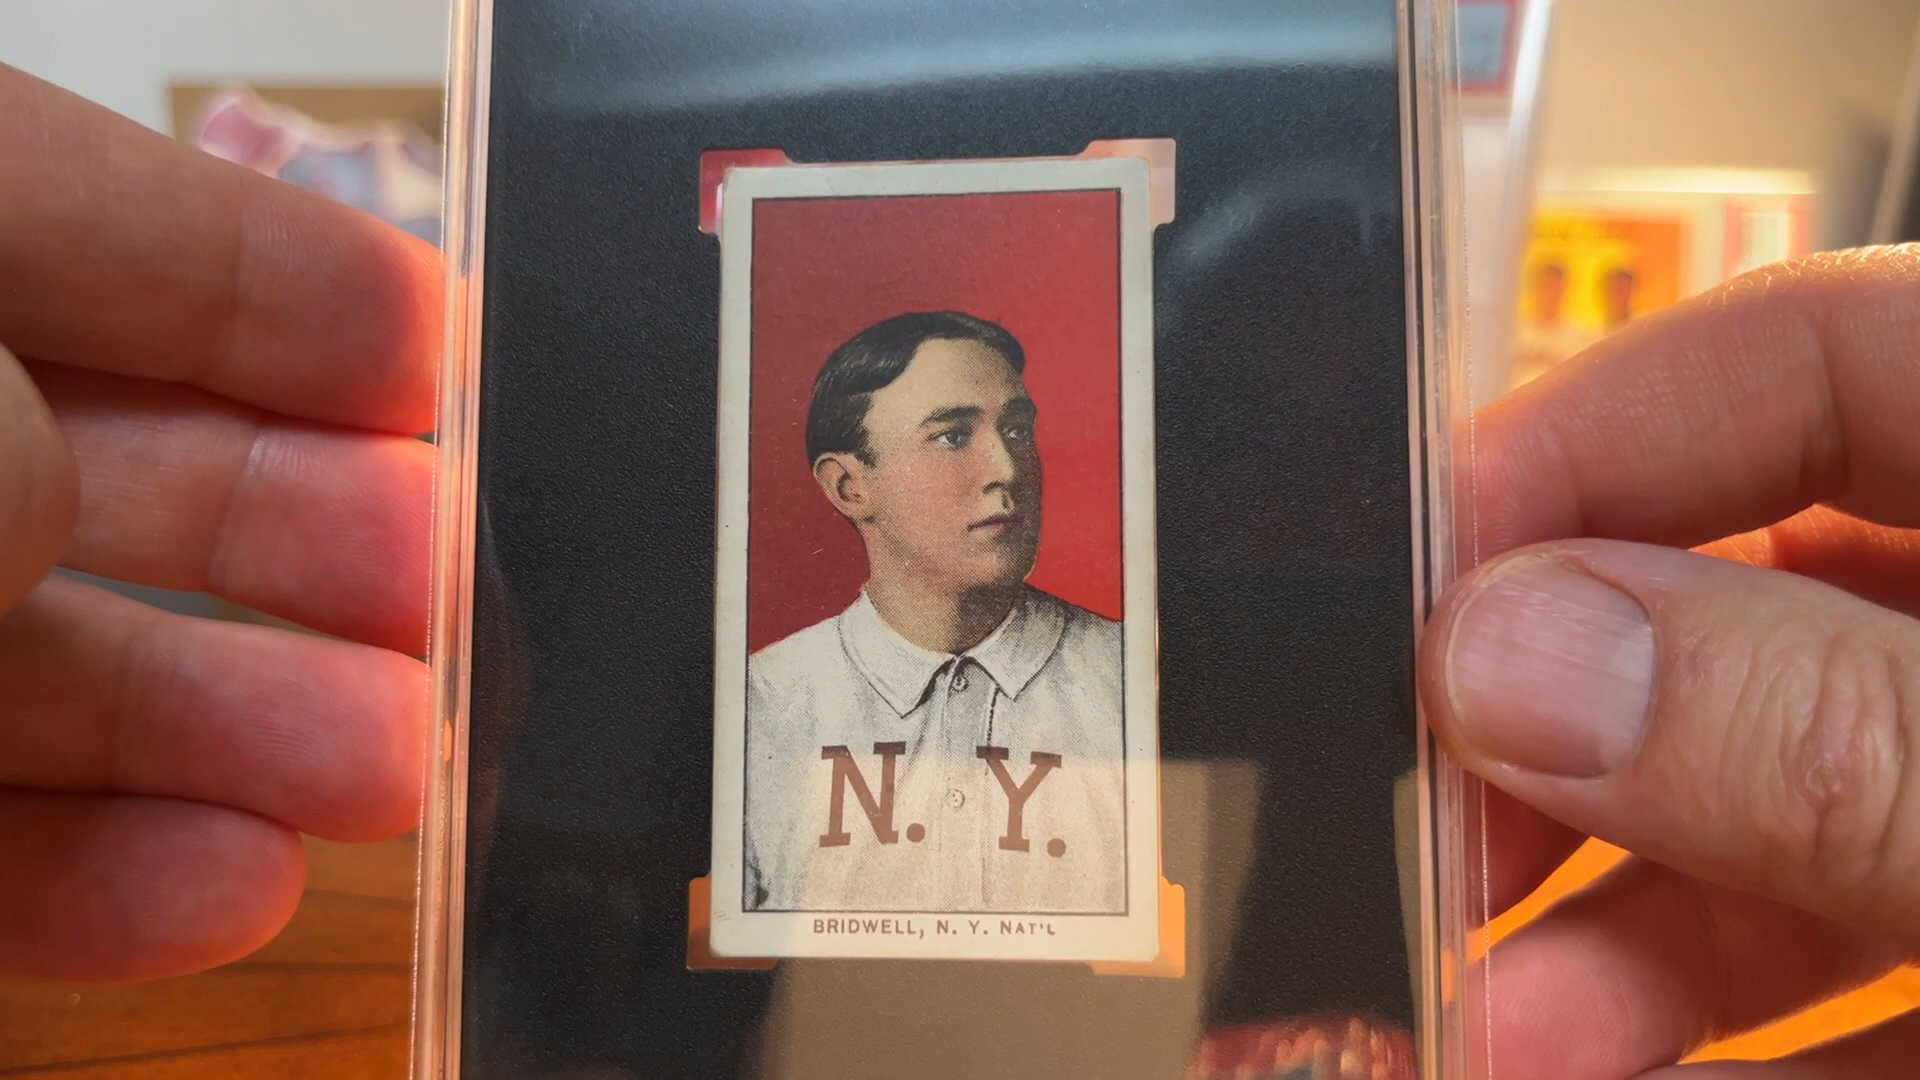 N. Y.
BRIDWELL, N. Y. NAT'L